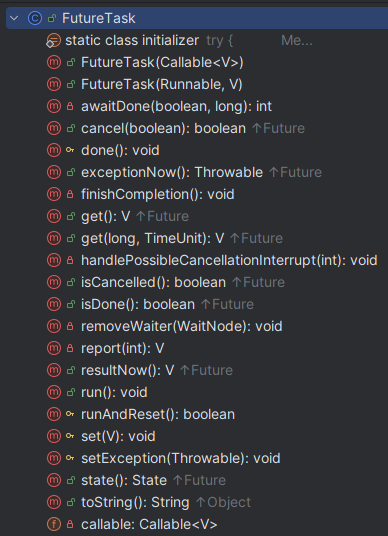 FutureTask
static class initializer try { Me...
FutureTask(Callable<V>)
FutureTask(Runnable, V)
awaitDone(boolean, long): int
cancel(boolean): boolean ↑Future
done(): void
exceptionNow(): Throwable ↑Future
finishCompletion(): void
get(): V ↑Future
get(long, TimeUnit): V ↑Future
handlePossibleCancellationInterrupt(int): void
isCancelled(): boolean ↑Future
isDone(): boolean ↑Future
removeWaiter(WaitNode): void
report(int): V
resultNow(): V ↑Future
run(): void
runAndReset(): boolean
set(V): void
setException(Throwable): void
state(): State ↑Future
toString(): String ↑Object
callable: Callable<V>